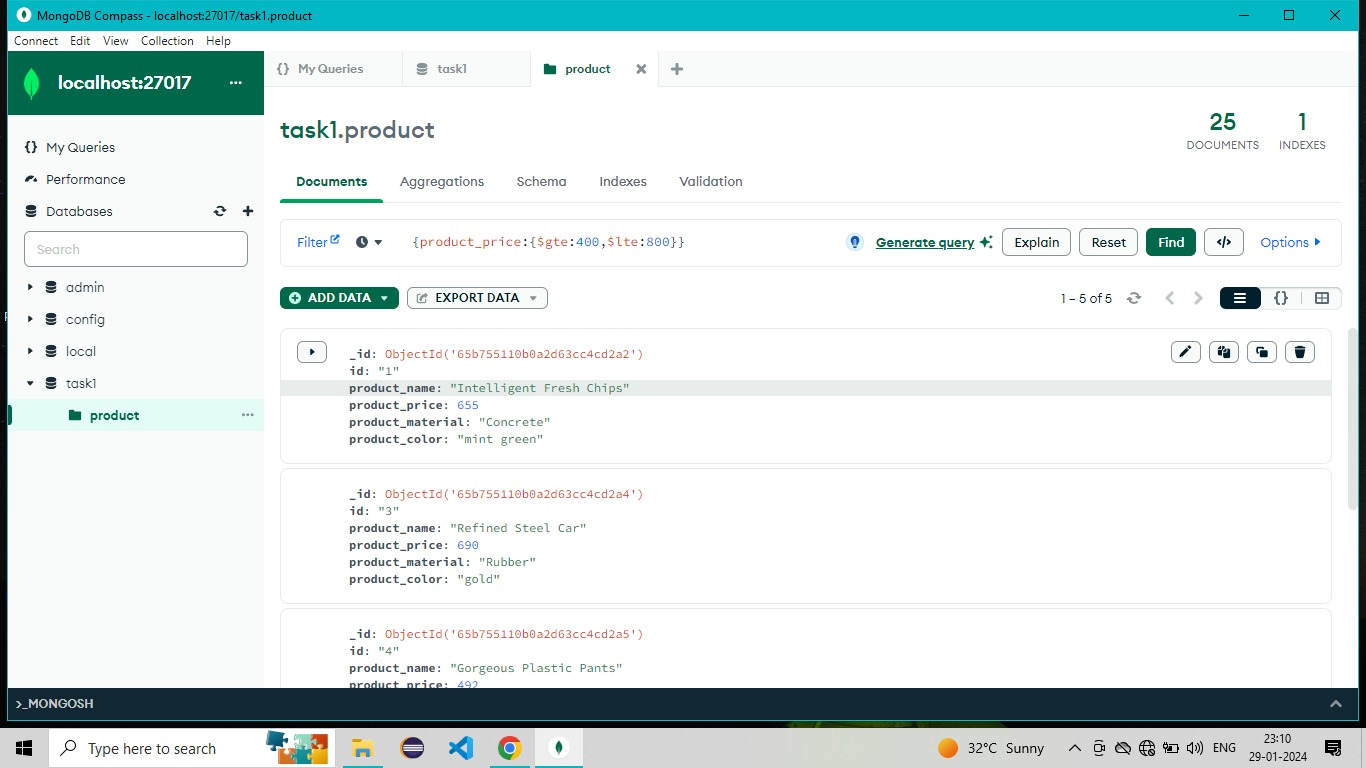 MongoDB Compass - localhost:27017/task1.product
Connect Edit View Collection Help
localhost:27017 ...
{} My Queries
task1
product
task1.product
25
DOCUMENTS
1
INDEXES
{} My Queries
Performance
Databases
Search
admin
config
local
task1
product
Documents Aggregations Schema Indexes Validation
Filter {product_price:{$gte:400,$lte:800}} Generate query Explain Reset Find </> Options
ADD DATA EXPORT DATA 1 – 5 of 5 {}
_id: ObjectId('65b755110b0a2d63cc4cd2a2')
id: "1"
product_name: "Intelligent Fresh Chips"
product_price: 655
product_material: "Concrete"
product_color: "mint green"
_id: ObjectId('65b755110b0a2d63cc4cd2a4')
id: "3"
product_name: "Refined Steel Car"
product_price: 690
product_material: "Rubber"
product_color: "gold"
_id: ObjectId('65b755110b0a2d63cc4cd2a5')
id: "4"
product_name: "Gorgeous Plastic Pants"
product_price: 492
>_MONGOSH
Type here to search
32°C Sunny
ENG
23:10
29-01-2024